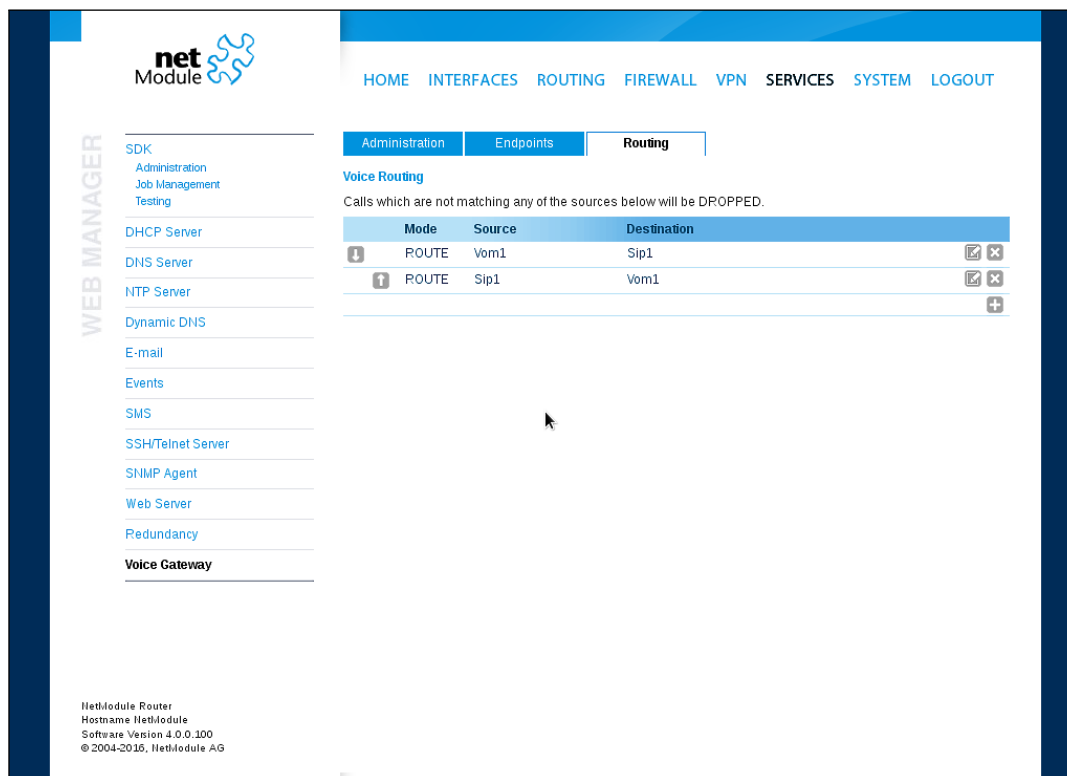 net
Module
HOME INTERFACES ROUTING FIREWALL VPN SERVICES SYSTEM LOGOUT
WEB MANAGER
SDK
Administration
Job Management
Testing
DHCP Server
DNS Server
NTP Server
Dynamic DNS
E-mail
Events
SMS
SSH/Telnet Server
SNMP Agent
Web Server
Redundancy
Voice Gateway
Administration Endpoints Routing
Voice Routing
Calls which are not matching any of the sources below will be DROPPED.
Mode Source Destination
ROUTE Vom1 Sip1
ROUTE Sip1 Vom1
NetModule Router
Hostname NetModule
Software Version 4.0.0.100
© 2004-2016, NetModule AG